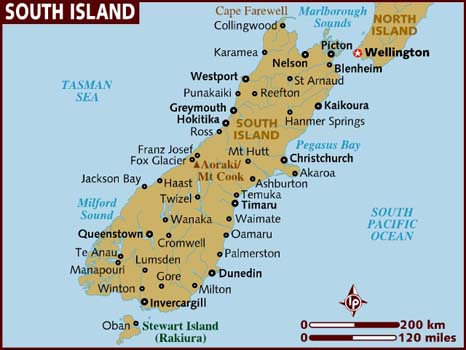 SOUTH ISLAND
Cape Farewell
Marlborough
Sounds
NORTH
ISLAND
Collingwood
Karamea
Picton
Wellington
Nelson
Blenheim
TASMAN
SEA
Westport
St Arnaud
Punakaiki
Reefton
Greymouth
Kaikoura
Hokitika
SOUTH
ISLAND
Hanmer Springs
Ross
Pegasus Bay
Franz Josef
Mt Hutt
Christchurch
Fox Glacier
Aoraki/
Mt Cook
Akaroa
Jackson Bay
Haast
Ashburton
Twizel
Temuka
Timaru
Milford
Sound
Wanaka
Waimate
SOUTH
PACIFIC
OCEAN
Queenstown
Cromwell
Oamaru
Te Anau
Lumsden
Palmerston
Manapouri
Gore
Dunedin
Winton
Milton
Invercargill
Oban
Stewart Island
(Rakiura)
lp
0
200 km
0
120 miles